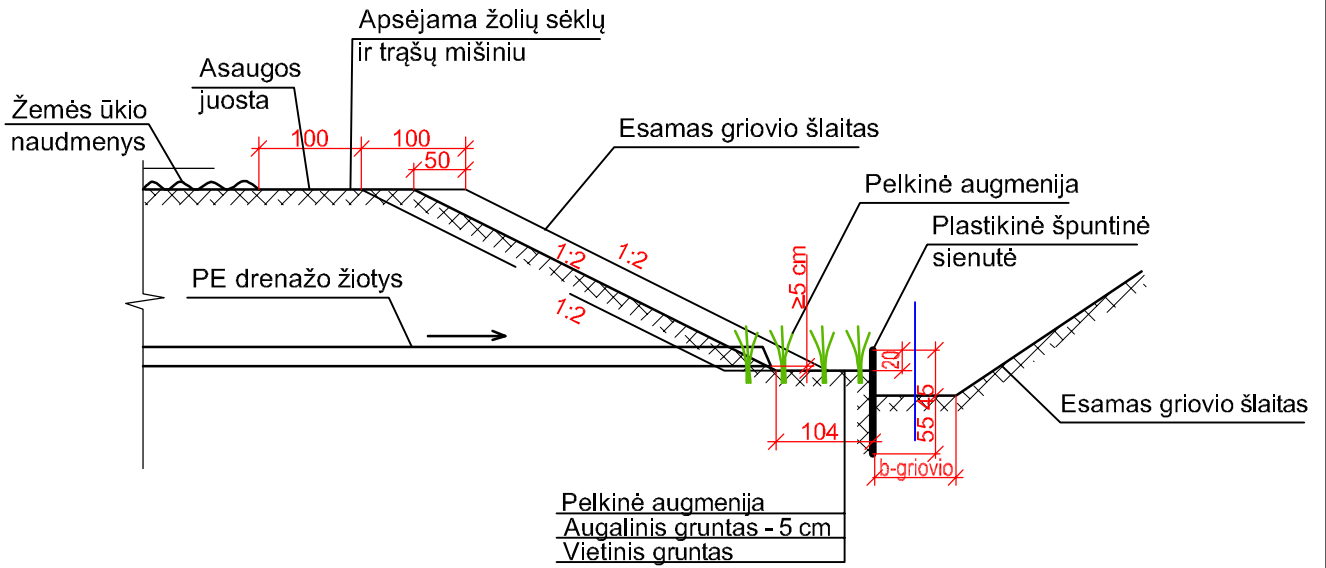 Apsėjama žolių sėklų
ir trąšų mišiniu
Asaugos
juosta
Žemės ūkio
naudmenys
100
100
50
Esamas griovio šlaitas
Pelkinė augmenija
Plastikinė špuntinė
sienutė
1:2
1:2
1:2
≥5 cm
PE drenažo žiotys
20
45
55
104
b-griovio
Esamas griovio šlaitas
Pelkinė augmenija
Augalinis gruntas - 5 cm
Vietinis gruntas